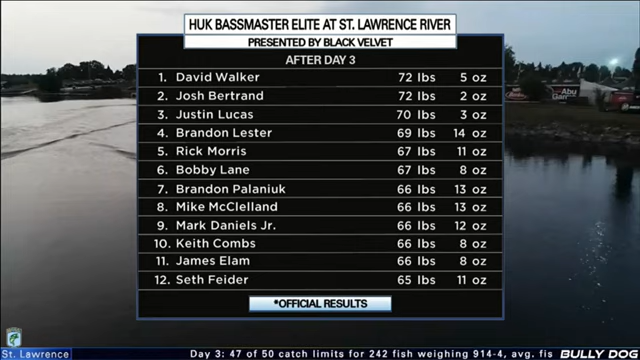 HUK BASSMASTER ELITE AT ST. LAWRENCE RIVER
PRESENTED BY BLACK VELVET
AFTER DAY 3
1. David Walker 72 lbs 5 oz
2. Josh Bertrand 72 lbs 2 oz
3. Justin Lucas 70 lbs 3 oz
4. Brandon Lester 69 lbs 14 oz
5. Rick Morris 67 lbs 11 oz
6. Bobby Lane 67 lbs 8 oz
7. Brandon Palaniuk 66 lbs 13 oz
8. Mike McClelland 66 lbs 13 oz
9. Mark Daniels Jr. 66 lbs 12 oz
10. Keith Combs 66 lbs 8 oz
11. James Elam 66 lbs 8 oz
12. Seth Feider 65 lbs 11 oz
*OFFICIAL RESULTS
Abu
St. Lawrence Day 3: 47 of 50 catch limits for 242 fish weighing 914-4, avg. fis BULLY DOG